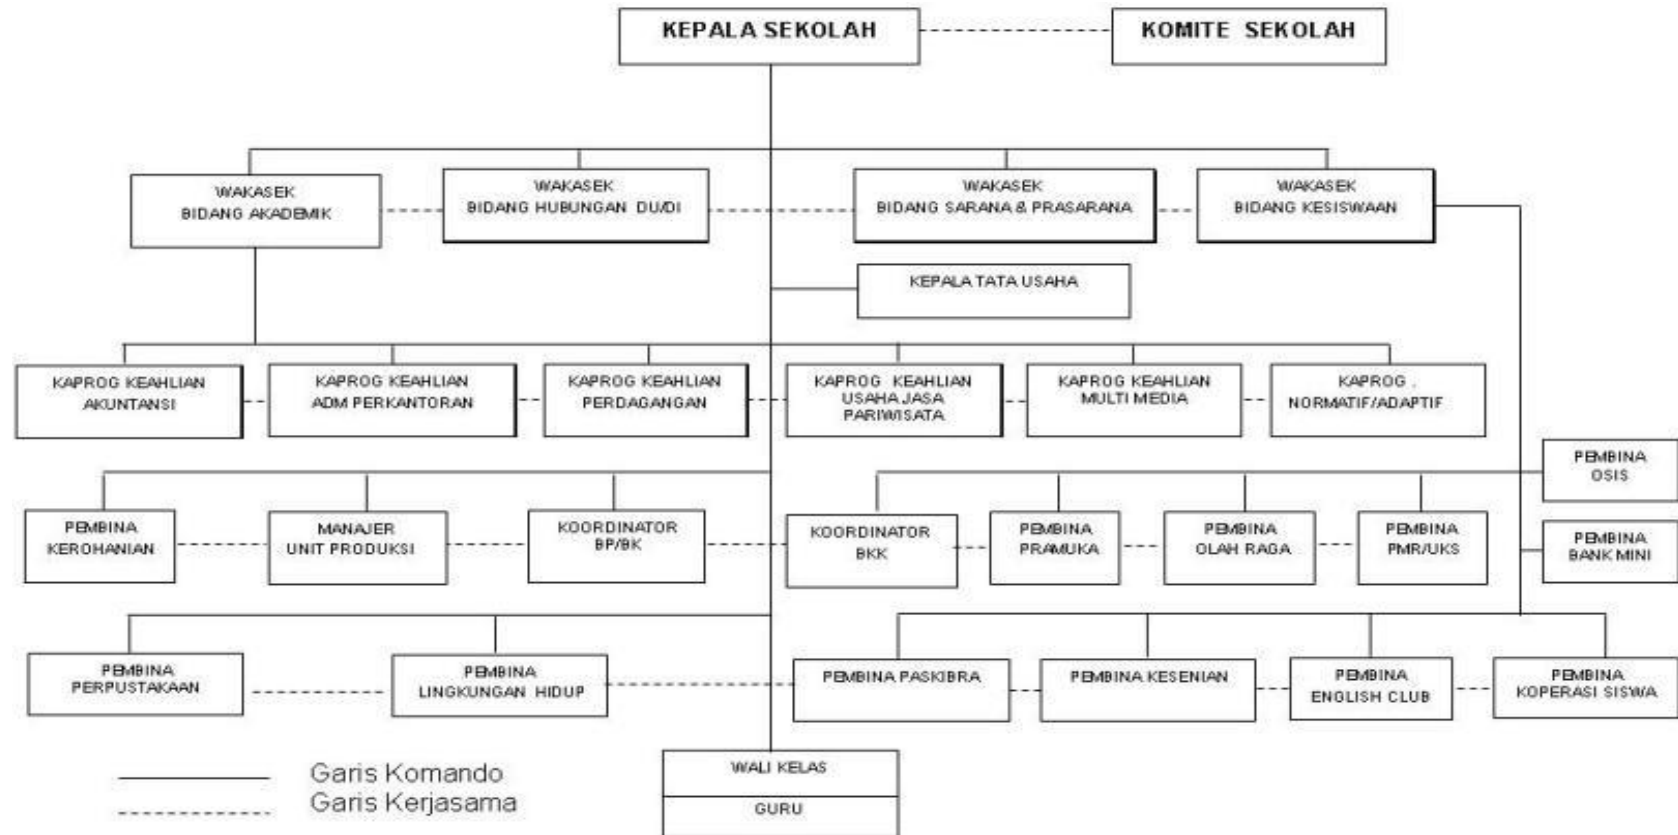 KEPALA SEKOLAH
KOMITE SEKOLAH
WAKASEK
BIDANG AKADEMIK
WAKASEK
BIDANG HUBUNGAN DU/DI
WAKASEK
BIDANG SARANA & PRASARANA
WAKASEK
BIDANG KESISWAAN
KEPALA TATA USAHA
KAPROG KEAHLIAN
AKUNTANSI
KAPROG KEAHLIAN
ADM PERKANTORAN
KAPROG KEAHLIAN
PERDAGANGAN
KAPROG KEAHLIAN
USAHA JASA
PARIWISATA
KAPROG KEAHLIAN
MULTI MEDIA
KAPROG .
NORMATIF/ADAPTIF
PEMBINA
OSIS
PEMBINA
KEROHANIAN
MANAJER
UNIT PRODUKSI
KOORDINATOR
BP/BK
KOORDINATOR
BKK
PEMBINA
PRAMUKA
PEMBINA
OLAH RAGA
PEMBINA
PMR/UKS
PEMBINA
BANK MINI
PEMBINA
PERPUSTAKAAN
PEMBINA
LINGKUNGAN HIDUP
PEMBINA PASKIBRA
PEMBINA KESENIAN
PEMBINA
ENGLISH CLUB
PEMBINA
KOPERASI SISWA
WALI KELAS
GURU
Garis Komando
Garis Kerjasama